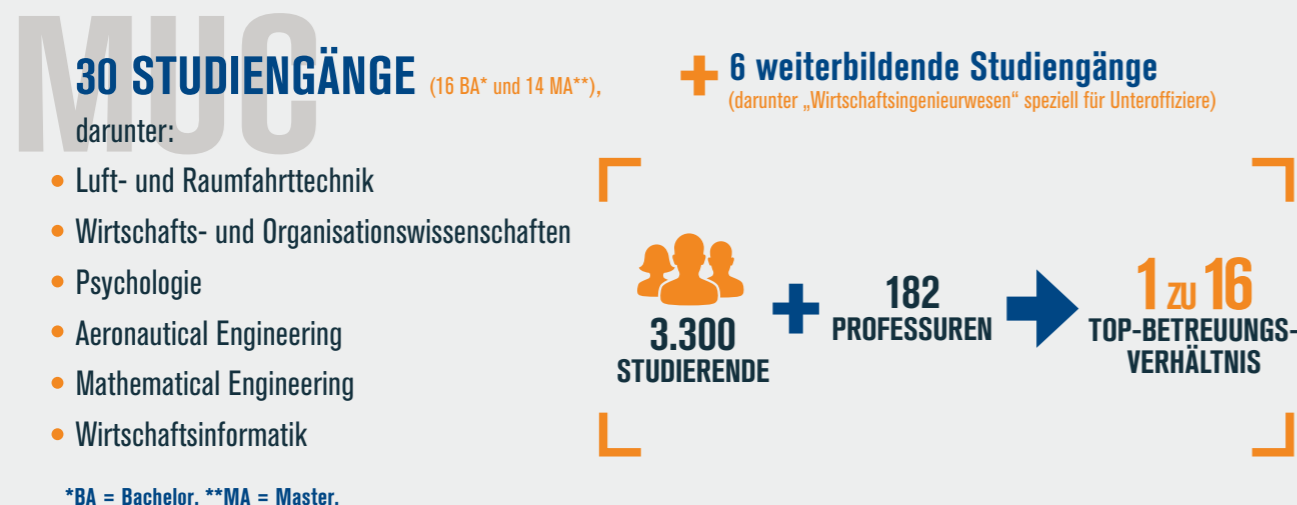 MUC
30 STUDIENGÄNGE (16 BA* und 14 MA**),
darunter:
• Luft- und Raumfahrttechnik
• Wirtschafts- und Organisationswissenschaften
• Psychologie
• Aeronautical Engineering
• Mathematical Engineering
• Wirtschaftsinformatik
*BA = Bachelor. **MA = Master.
+ 6 weiterbildende Studiengänge
(darunter „Wirtschaftsingenieurwesen“ speziell für Unteroffiziere)
3.300
STUDIERENDE
+
182
PROFESSUREN
1 ZU 16
TOP-BETREUUNGS-
VERHÄLTNIS